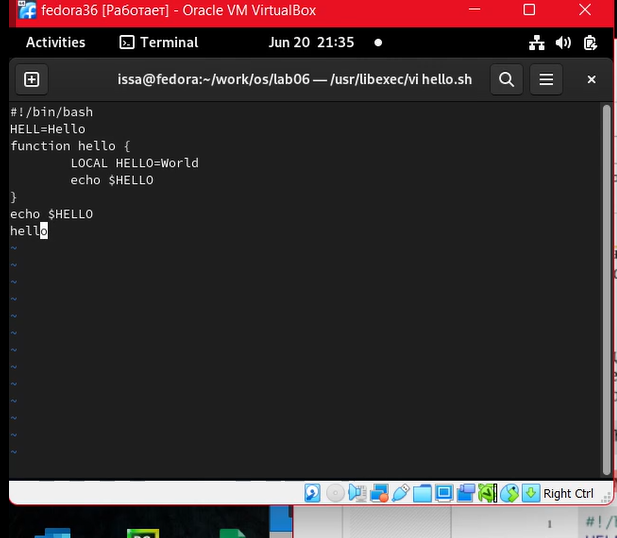 fedora36 [Работает] - Oracle VM VirtualBox
Activities Terminal Jun 20 21:35
issa@fedora:~/work/os/lab06 — /usr/libexec/vi hello.sh
#!/bin/bash
HELL=Hello
function hello {
        LOCAL HELLO=World
        echo $HELLO
}
echo $HELLO
hello
~
~
~
~
~
~
~
~
~
~
~
~
~
Right Ctrl
1